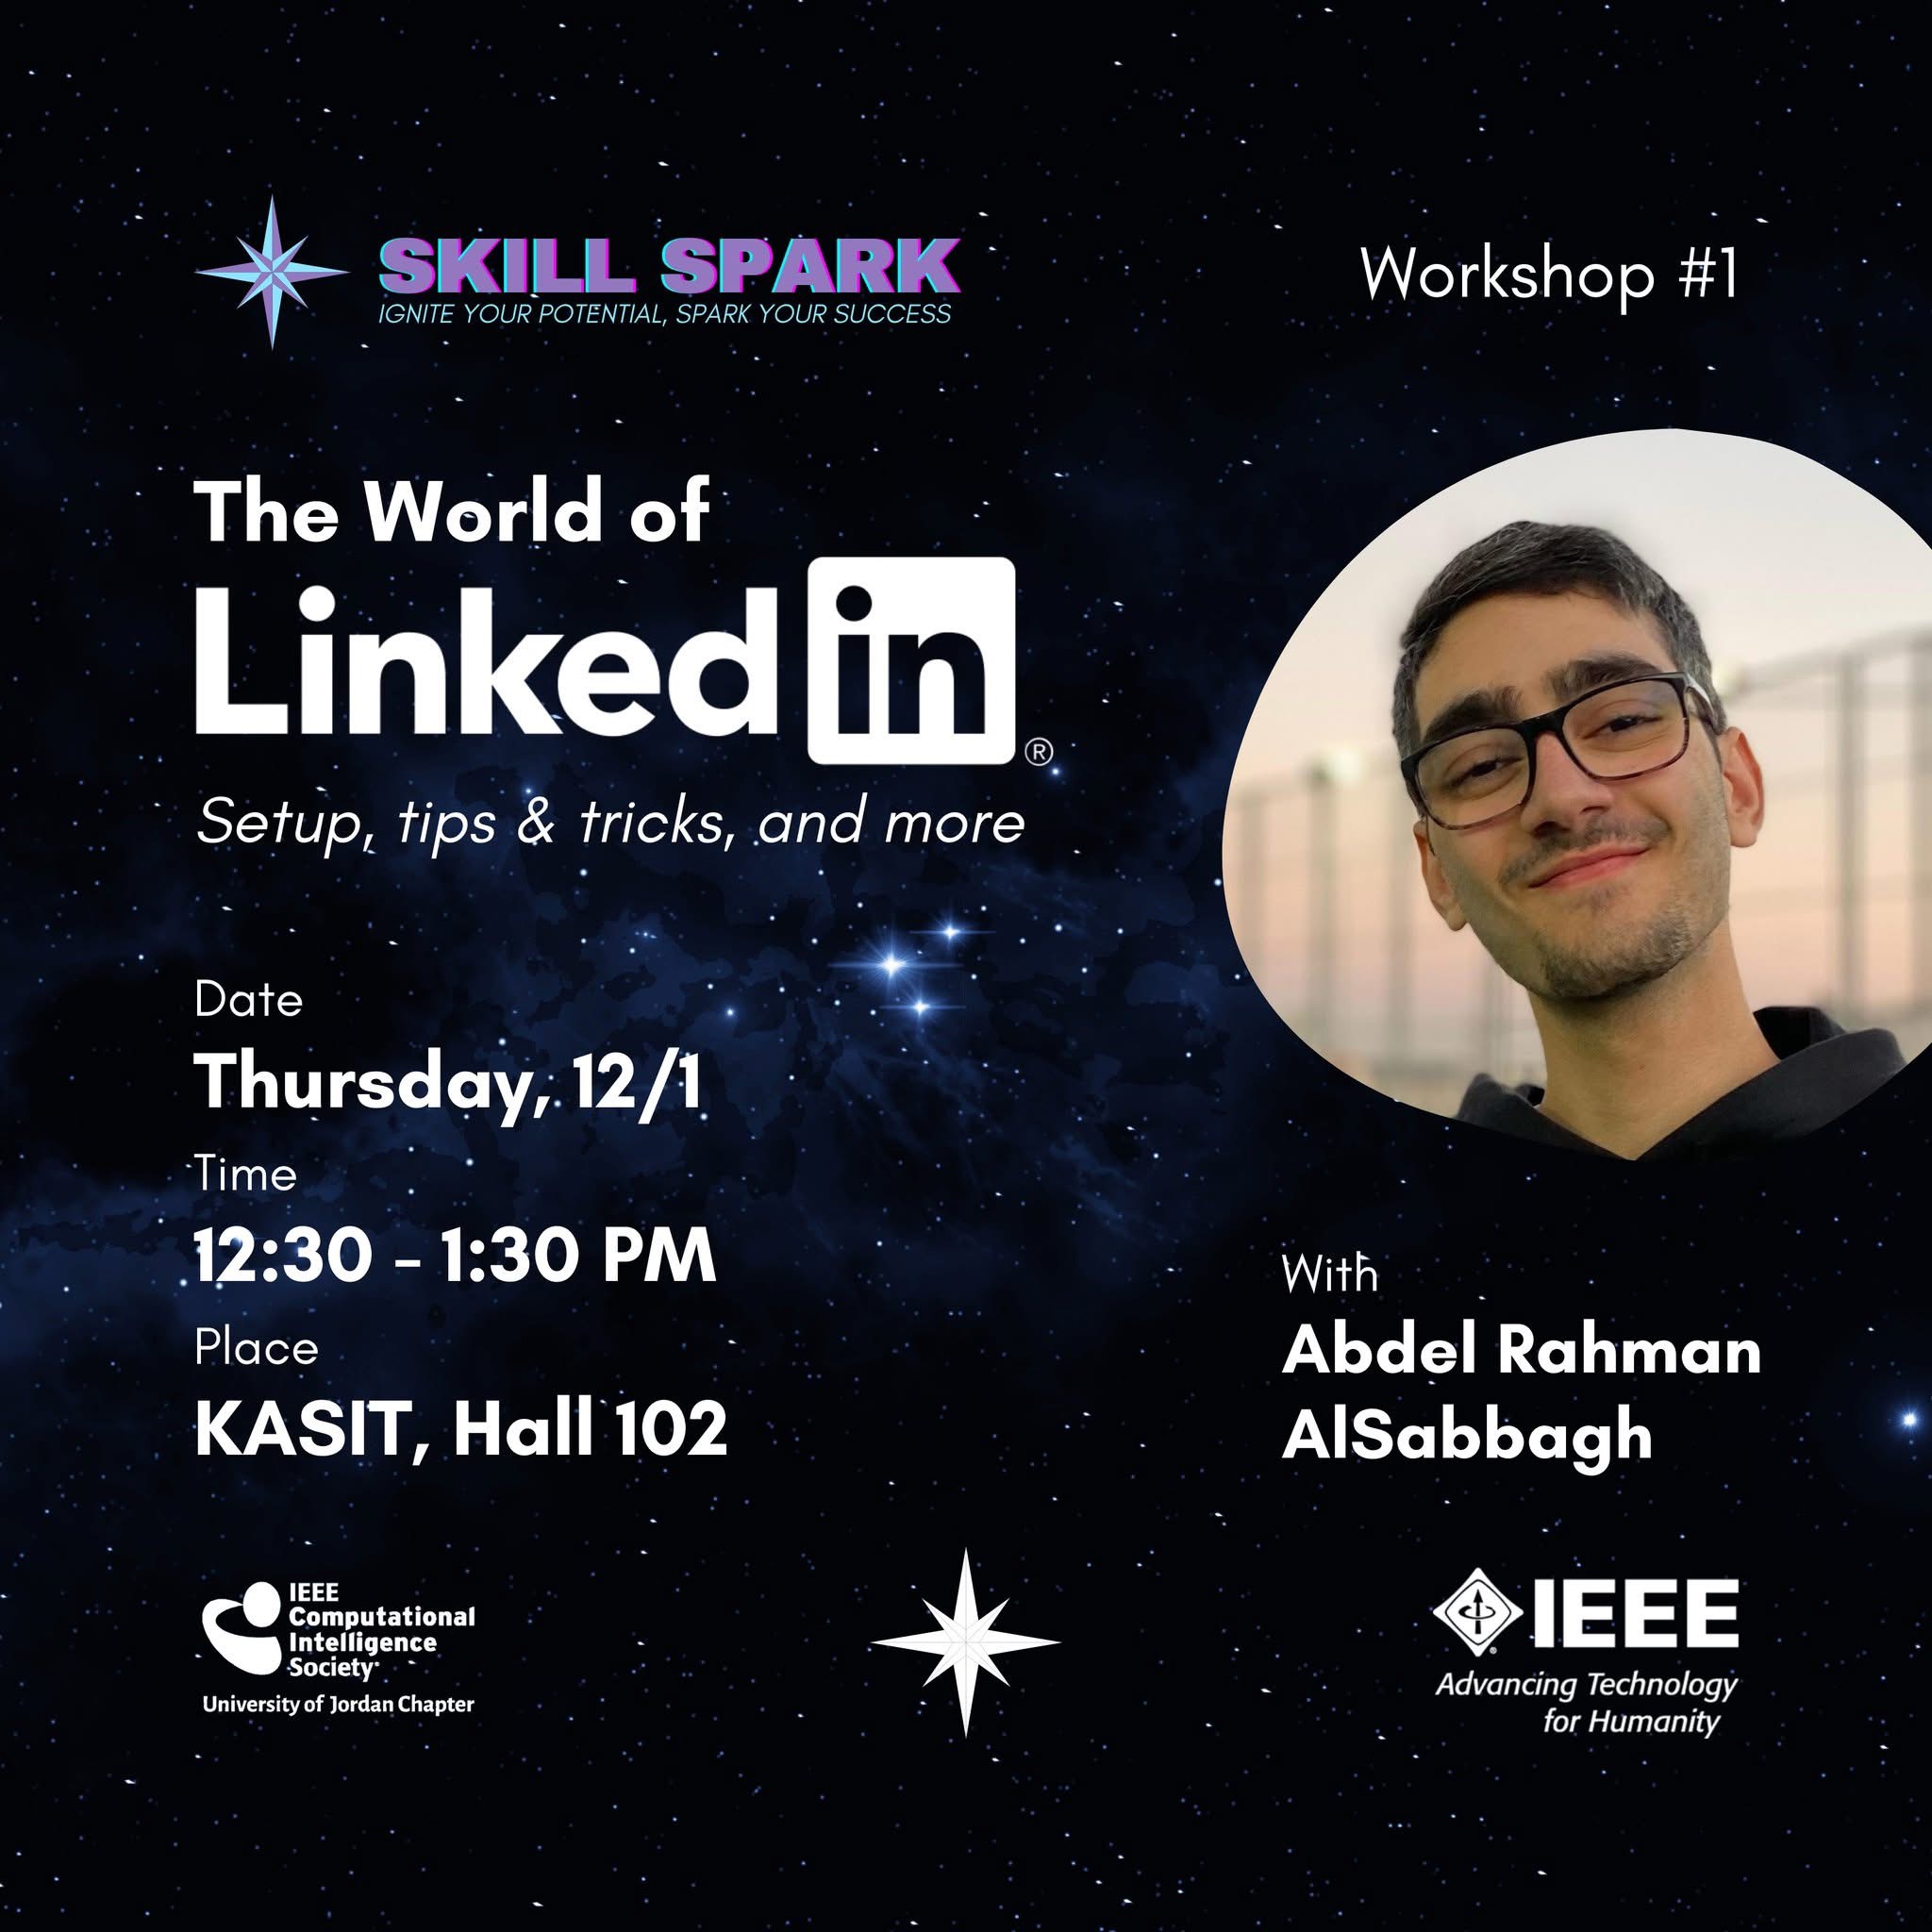 SKILL SPARK
IGNITE YOUR POTENTIAL, SPARK YOUR SUCCESS
Workshop #1
The World of
Linked in ®
Setup, tips & tricks, and more
Date
Thursday, 12/1
Time
12:30 - 1:30 PM
Place
KASIT, Hall 102
With
Abdel Rahman
AlSabbagh
IEEE
Computational
Intelligence
Society
University of Jordan Chapter
IEEE
Advancing Technology
for Humanity